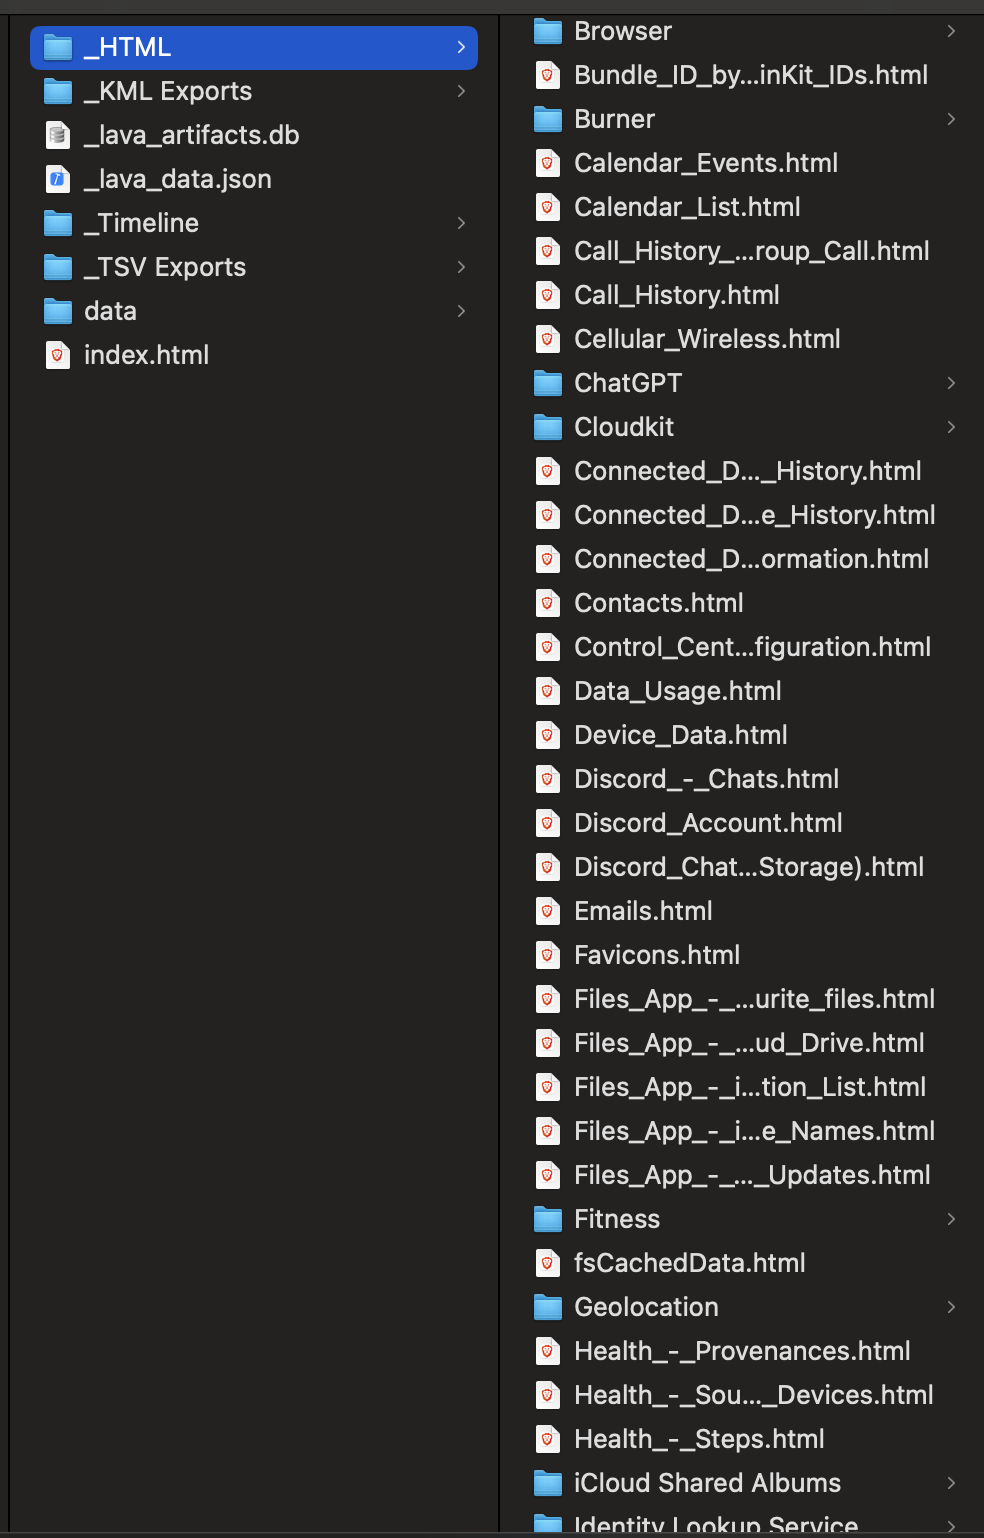 _HTML
_KML Exports
_lava_artifacts.db
_lava_data.json
_Timeline
_TSV Exports
data
index.html
Browser
Bundle_ID_by...inKit_IDs.html
Burner
Calendar_Events.html
Calendar_List.html
Call_History_...roup_Call.html
Call_History.html
Cellular_Wireless.html
ChatGPT
Cloudkit
Connected_D..._History.html
Connected_D...e_History.html
Connected_D...ormation.html
Contacts.html
Control_Cent...figuration.html
Data_Usage.html
Device_Data.html
Discord_-_Chats.html
Discord_Account.html
Discord_Chat...Storage).html
Emails.html
Favicons.html
Files_App_-_...urite_files.html
Files_App_-_...ud_Drive.html
Files_App_-_i...tion_List.html
Files_App_-_i...e_Names.html
Files_App_-_..._Updates.html
Fitness
fsCachedData.html
Geolocation
Health_-_Provenances.html
Health_-_Sou..._Devices.html
Health_-_Steps.html
iCloud Shared Albums
Identity Lookup Service